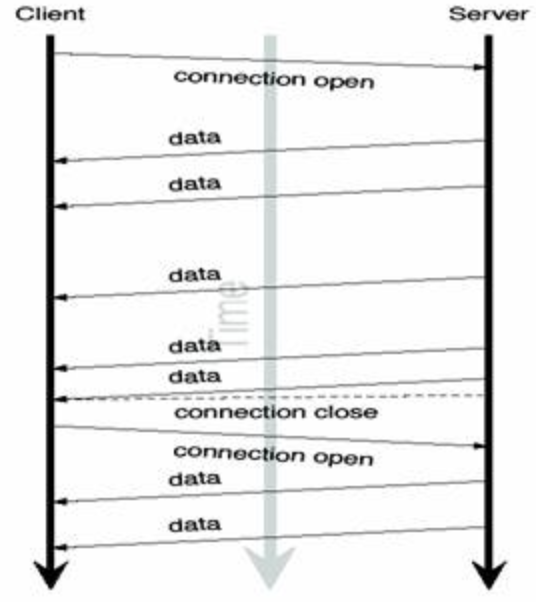 Client
Server
connection open
data
data
data
Time
data
data
connection close
connection open
data
data